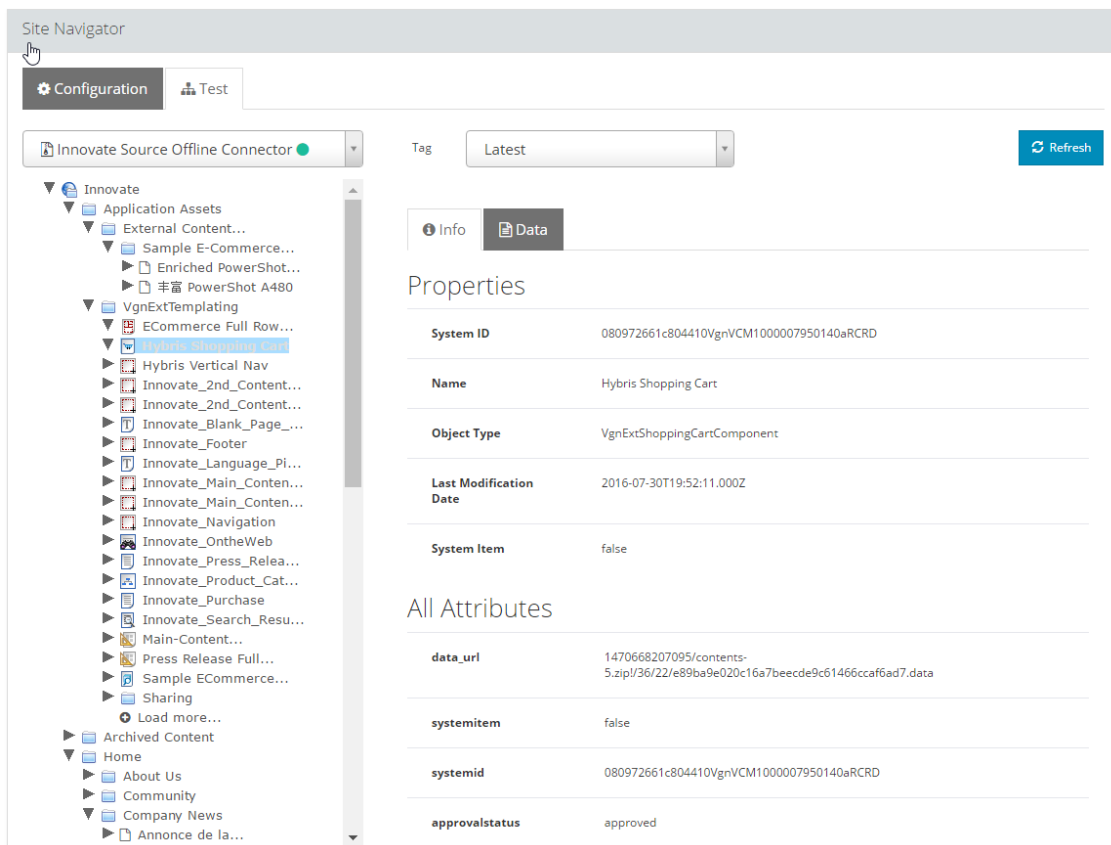 Site Navigator
Configuration
Test
Innovate Source Offline Connector
Tag
Latest
Refresh
Innovate
Application Assets
External Content...
Sample E-Commerce...
Enriched PowerShot...
丰富 PowerShot A480
VgnExtTemplating
ECommerce Full Row...
Hybris Shopping Cart
Hybris Vertical Nav
Innovate_2nd_Content...
Innovate_2nd_Content...
Innovate_Blank_Page_...
Innovate_Footer
Innovate_Language_Pi...
Innovate_Main_Conten...
Innovate_Main_Conten...
Innovate_Navigation
Innovate_OntheWeb
Innovate_Press_Relea...
Innovate_Product_Cat...
Innovate_Purchase
Innovate_Search_Resu...
Main-Content...
Press Release Full...
Sample ECommerce...
Sharing
Load more...
Archived Content
Home
About Us
Community
Company News
Annonce de la...
Info
Data
Properties
System ID 080972661c804410VgnVCM1000007950140aRCRD
Name Hybris Shopping Cart
Object Type VgnExtShoppingCartComponent
Last Modification 2016-07-30T19:52:11.000Z
Date
System Item false
All Attributes
data_url 1470668207095/contents-
5.zip!/36/22/e89ba9e020c16a7beecde9c61466ccaf6ad7.data
systemitem false
systemid 080972661c804410VgnVCM1000007950140aRCRD
approvalstatus approved